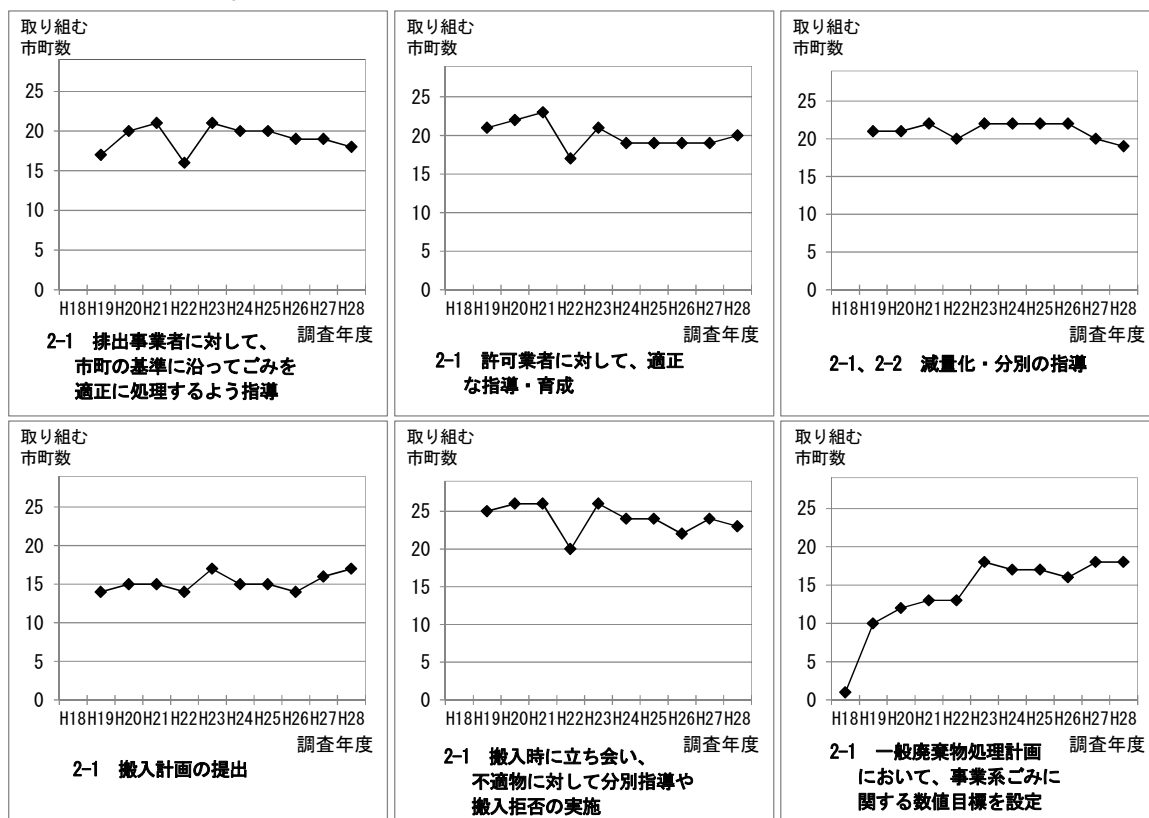 取り組む
市町数
25
20
15
10
5
0
H18H19H20H21H22H23H24H25H26H27H28
調査年度
2-1 排出事業者に対して、
市町の基準に沿ってごみを
適正に処理するよう指導
取り組む
市町数
25
20
15
10
5
0
H18H19H20H21H22H23H24H25H26H27H28
調査年度
2-1 許可業者に対して、適正
な指導・育成
取り組む
市町数
25
20
15
10
5
0
H18H19H20H21H22H23H24H25H26H27H28
調査年度
2-1、2-2 減量化・分別の指導
取り組む
市町数
25
20
15
10
5
0
H18H19H20H21H22H23H24H25H26H27H28
調査年度
2-1 搬入計画の提出
取り組む
市町数
25
20
15
10
5
0
H18H19H20H21H22H23H24H25H26H27H28
調査年度
2-1 搬入時に立ち会い、
不適物に対して分別指導や
搬入拒否の実施
取り組む
市町数
25
20
15
10
5
0
H18H19H20H21H22H23H24H25H26H27H28
調査年度
2-1 一般廃棄物処理計画
において、事業系ごみに
関する数値目標を設定